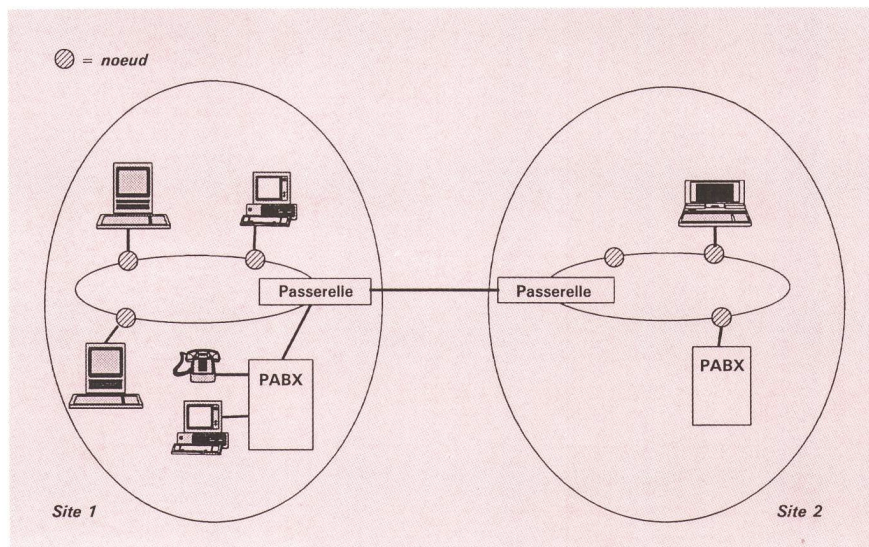 = noeud
Passerelle
Passerelle
PABX
PABX
Site 1
Site 2